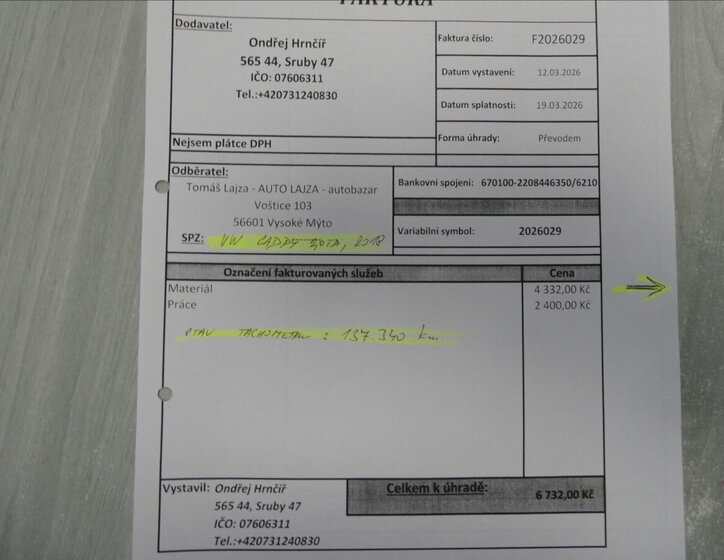 FAKTURA
Dodavatel:
Ondřej Hrnčíř
565 44, Sruby 47
IČO: 07606311
Tel.:+420731240830
Nejsem plátce DPH
Faktura číslo: F2026029
Datum vystavení: 12.03.2026
Datum splatnosti: 19.03.2026
Forma úhrady: Převodem
Odběratel:
Tomáš Lajza - AUTO LAJZA - autobazar
Voštice 103
56601 Vysoké Mýto
SPZ: VW CADDY 2018
Bankovní spojení: 670100-2208446350/6210
Variabilní symbol: 2026029
Označení fakturovaných služeb Cena
Materiál 4 332,00 Kč
Práce 2 400,00 Kč
STAV TACHOMETRU : 137.340 km
Vystavil: Ondřej Hrnčíř
565 44, Sruby 47
IČO: 07606311
Tel.:+420731240830
Celkem k úhradě: 6 732,00 Kč